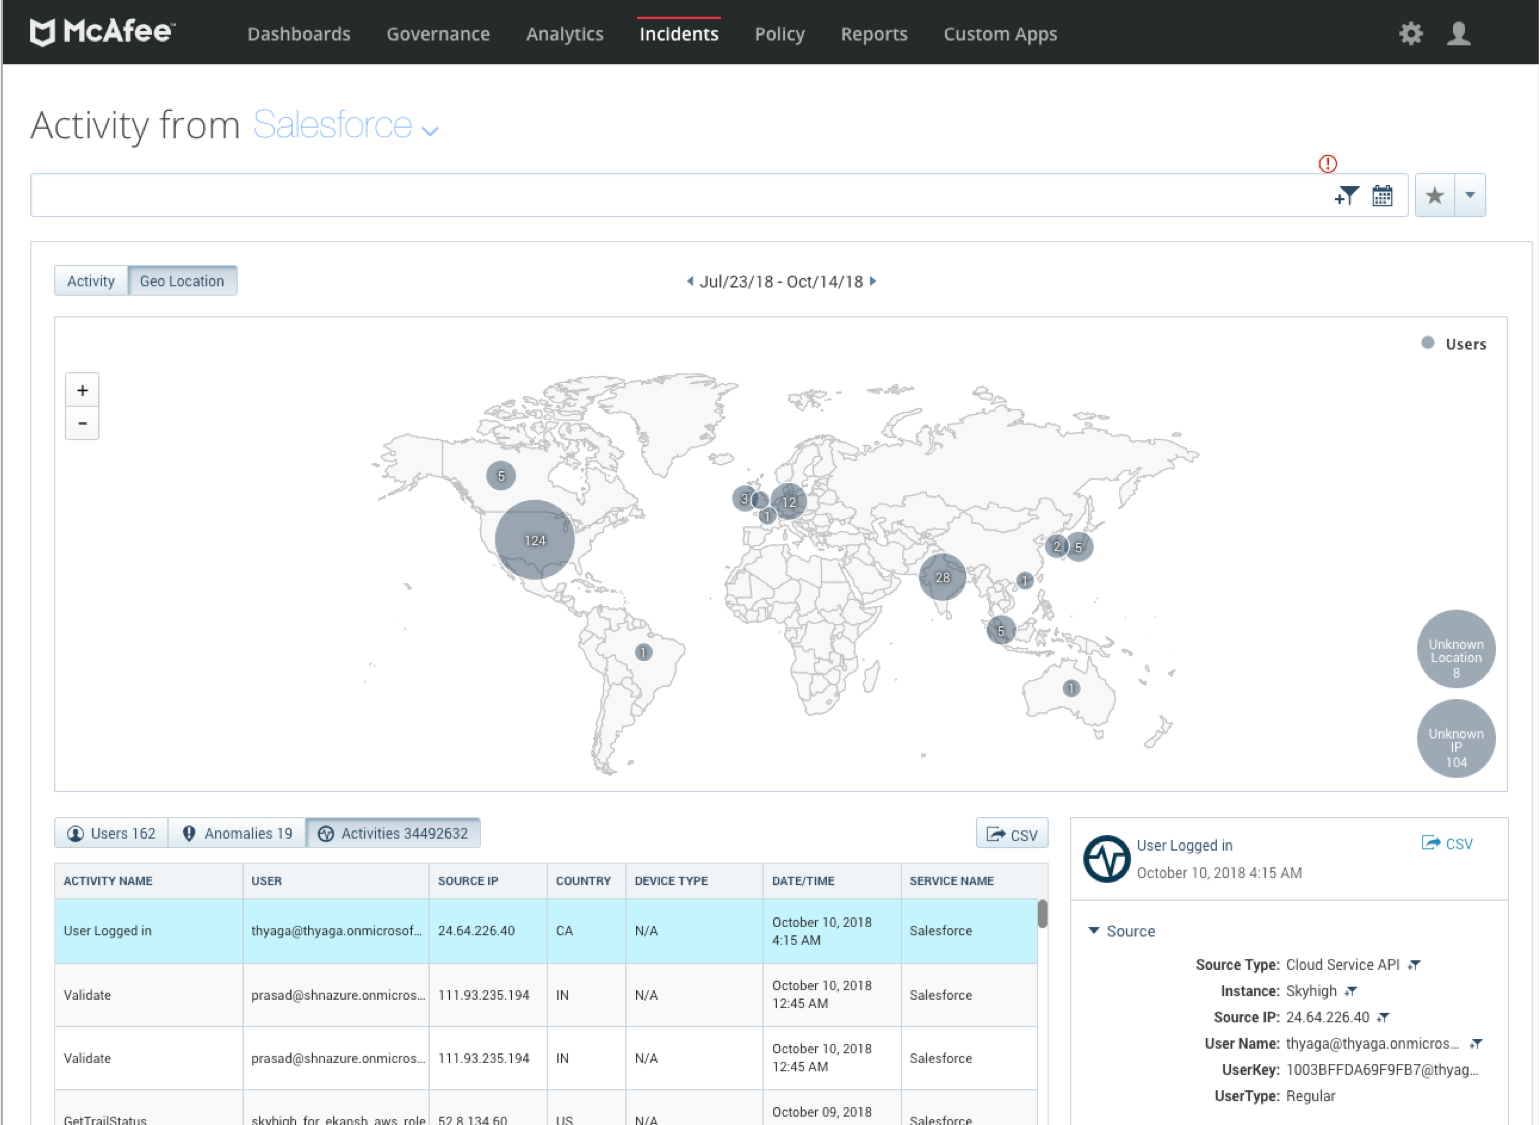 McAfee™
Dashboards Governance Analytics Incidents Policy Reports Custom Apps
Activity from Salesforce
Activity Geo Location
Jul/23/18 - Oct/14/18
Users
+
-
5
124
3
1
12
2 5
28
1
5
1
1
Unknown
Location
8
Unknown
IP
104
Users 162 Anomalies 19 Activities 34492632
CSV
ACTIVITY NAME USER SOURCE IP COUNTRY DEVICE TYPE DATE/TIME SERVICE NAME
User Logged in thyaga@thyaga.onmicrosof... 24.64.226.40 CA N/A October 10, 2018 4:15 AM Salesforce
Validate prasad@shnazure.onmicros... 111.93.235.194 IN N/A October 10, 2018 12:45 AM Salesforce
Validate prasad@shnazure.onmicros... 111.93.235.194 IN N/A October 10, 2018 12:45 AM Salesforce
GetTrailStatus skyhigh_for_ekansh_aws_role 52.8.134.60 US N/A October 09, 2018 Salesforce
User Logged in
October 10, 2018 4:15 AM
CSV
Source
Source Type: Cloud Service API
Instance: Skyhigh
Source IP: 24.64.226.40
User Name: thyaga@thyaga.onmicros...
UserKey: 1003BFFDA69F9FB7@thyag...
UserType: Regular